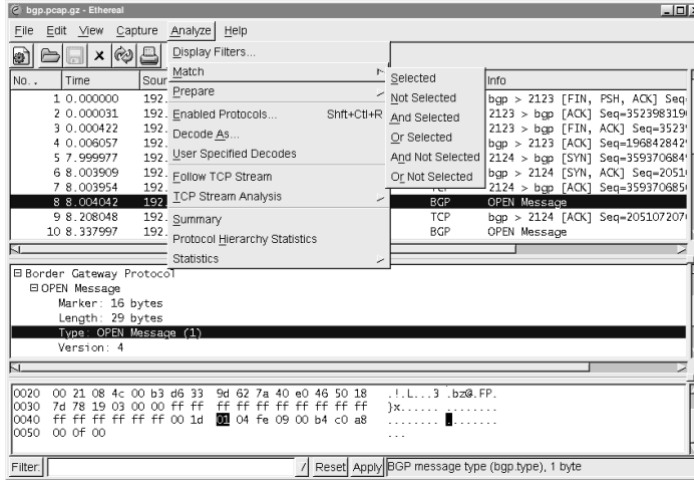 bgp.pcap.gz - Ethereal
File Edit View Capture Analyze Help
Display Filters...
Match
Prepare
Enabled Protocols... Shft+Ctl+R
Decode As...
User Specified Decodes
Follow TCP Stream
TCP Stream Analysis
Summary
Protocol Hierarchy Statistics
Statistics
Selected
Not Selected
And Selected
Or Selected
And Not Selected
Or Not Selected
No. . Time Sour Info
1 0.000000 192. bgp > 2123 [FIN, PSH, ACK] Seq
2 0.000031 192. 2123 > bgp [ACK] Seq=352398319
3 0.000422 192. 2123 > bgp [FIN, ACK] Seq=3523
4 0.006057 192. bgp > 2123 [ACK] Seq=196842842
5 7.999977 192. 2124 > bgp [SYN] Seq=359370684
6 8.003909 192. bgp > 2124 [SYN, ACK] Seq=2051
7 8.003954 192. TCP 2124 > bgp [ACK] Seq=359370685
8 8.004042 192. BGP OPEN Message
9 8.208048 192. TCP bgp > 2124 [ACK] Seq=205107207
10 8.337997 192. BGP OPEN Message
Border Gateway Protocol
OPEN Message
Marker: 16 bytes
Length: 29 bytes
Type: OPEN Message (1)
Version: 4
0020 00 21 08 4c 00 b3 d6 33 9d 62 7a 40 e0 46 50 18 .!.L...3 .bz@.FP.
0030 7d 78 19 03 00 00 ff ff ff ff ff ff ff ff ff ff }x...... ........
0040 ff ff ff ff ff ff 00 1d 01 04 fe 09 00 b4 c0 a8 ........ ........
0050 00 0f 00 ...
Filter: / Reset Apply BGP message type (bgp.type), 1 byte